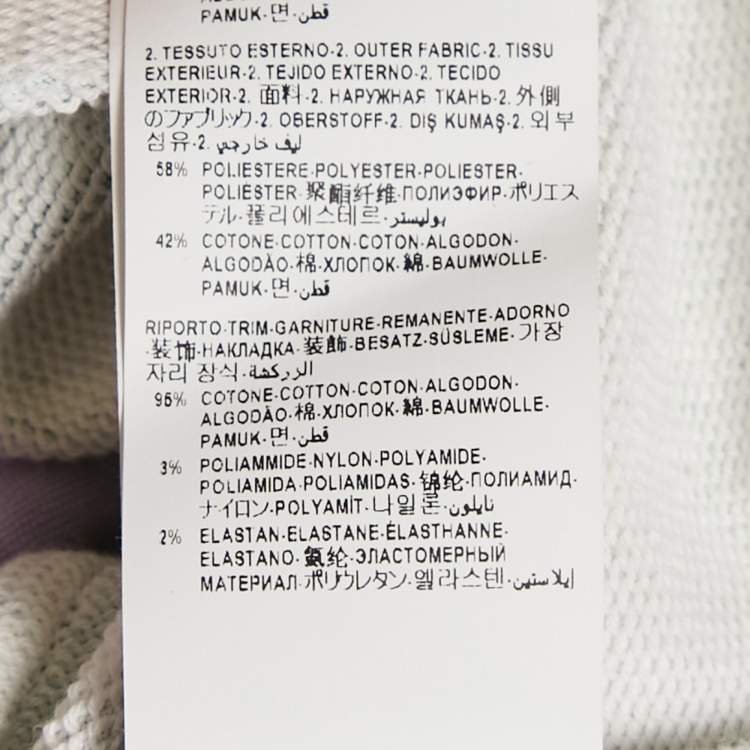 PAMUK·면·قطن.
2. TESSUTO ESTERNO·2. OUTER FABRIC·2. TISSU
EXTERIEUR·2. TEJIDO EXTERNO·2. TECIDO
EXTERIOR·2. 面料·2. НАРУЖНАЯ ТКАНЬ·2. 外側
のファブリック·2. OBERSTOFF·2. DIŞ KUMAŞ·2. 외부
섬유·2. ليف خارجي.
58% POLIESTERE·POLYESTER·POLIESTER·
POLIÉSTER·聚酯纤维·ПОЛИЭФИР·ポリエス
テル·폴리에스테르·بوليستر.
42% COTONE·COTTON·COTON·ALGODON·
ALGODÃO·棉·ХЛОПОК·綿·BAUMWOLLE·
PAMUK·면·قطن.
RIPORTO·TRIM·GARNITURE·REMANENTE·ADORNO
·装饰·НАКЛАДКА·装飾·BESATZ·SÜSLEME·가장
자리 장식·الزركشة.
95% COTONE·COTTON·COTON·ALGODON·
ALGODÃO·棉·ХЛОПОК·綿·BAUMWOLLE·
PAMUK·면·قطن.
3% POLIAMMIDE·NYLON·POLYAMIDE·
POLIAMIDA·POLIAMIDAS·锦纶·ПОЛИАМИД·
ナイロン·POLYAMİT·나일론·نايلون.
2% ELASTAN·ELASTANE·ÉLASTHANNE·
ELASTANO·氨纶·ЭЛАСТОМЕРНЫЙ
МАТЕРИАЛ·ポリウレタン·엘라스텐·إيلاستين.